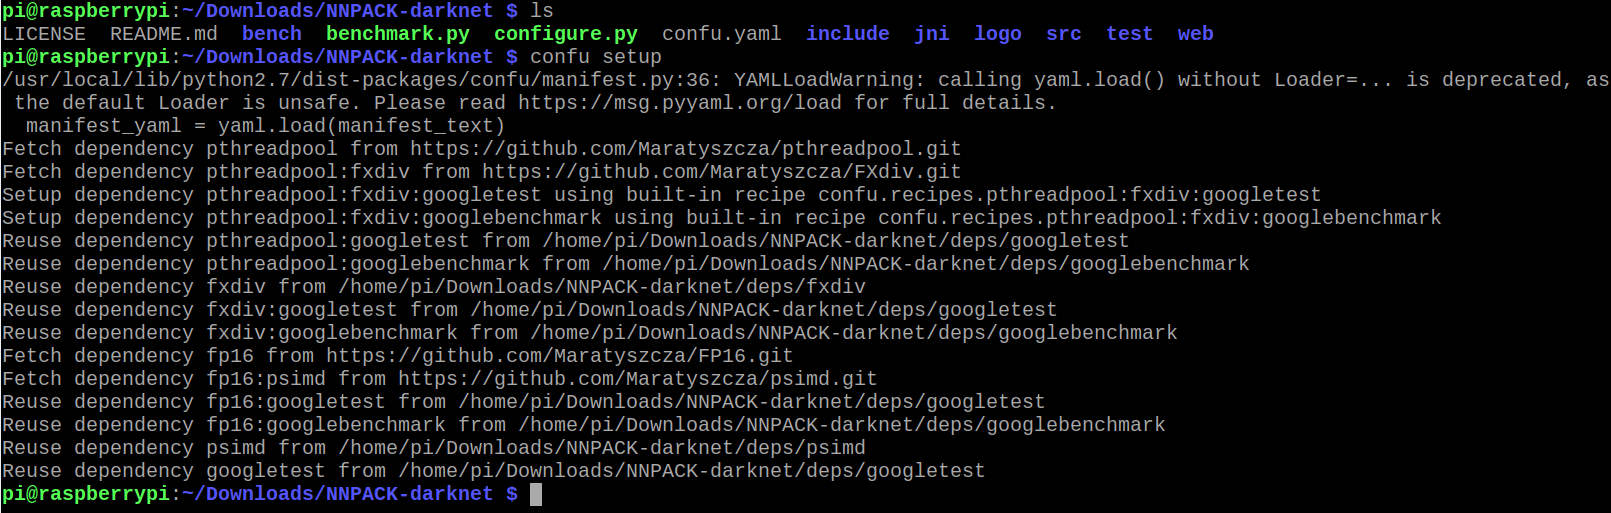 pi@raspberrypi:~/Downloads/NNPACK-darknet $ ls
LICENSE  README.md  bench  benchmark.py  configure.py  confu.yaml  include  jni  logo  src  test  web
pi@raspberrypi:~/Downloads/NNPACK-darknet $ confu setup
/usr/local/lib/python2.7/dist-packages/confu/manifest.py:36: YAMLLoadWarning: calling yaml.load() without Loader=... is deprecated, as
 the default Loader is unsafe. Please read https://msg.pyyaml.org/load for full details.
  manifest_yaml = yaml.load(manifest_text)
Fetch dependency pthreadpool from https://github.com/Maratyszcza/pthreadpool.git
Fetch dependency pthreadpool:fxdiv from https://github.com/Maratyszcza/FXdiv.git
Setup dependency pthreadpool:fxdiv:googletest using built-in recipe confu.recipes.pthreadpool:fxdiv:googletest
Setup dependency pthreadpool:fxdiv:googlebenchmark using built-in recipe confu.recipes.pthreadpool:fxdiv:googlebenchmark
Reuse dependency pthreadpool:googletest from /home/pi/Downloads/NNPACK-darknet/deps/googletest
Reuse dependency pthreadpool:googlebenchmark from /home/pi/Downloads/NNPACK-darknet/deps/googlebenchmark
Reuse dependency fxdiv from /home/pi/Downloads/NNPACK-darknet/deps/fxdiv
Reuse dependency fxdiv:googletest from /home/pi/Downloads/NNPACK-darknet/deps/googletest
Reuse dependency fxdiv:googlebenchmark from /home/pi/Downloads/NNPACK-darknet/deps/googlebenchmark
Fetch dependency fp16 from https://github.com/Maratyszcza/FP16.git
Fetch dependency fp16:psimd from https://github.com/Maratyszcza/psimd.git
Reuse dependency fp16:googletest from /home/pi/Downloads/NNPACK-darknet/deps/googletest
Reuse dependency fp16:googlebenchmark from /home/pi/Downloads/NNPACK-darknet/deps/googlebenchmark
Reuse dependency psimd from /home/pi/Downloads/NNPACK-darknet/deps/psimd
Reuse dependency googletest from /home/pi/Downloads/NNPACK-darknet/deps/googletest
pi@raspberrypi:~/Downloads/NNPACK-darknet $